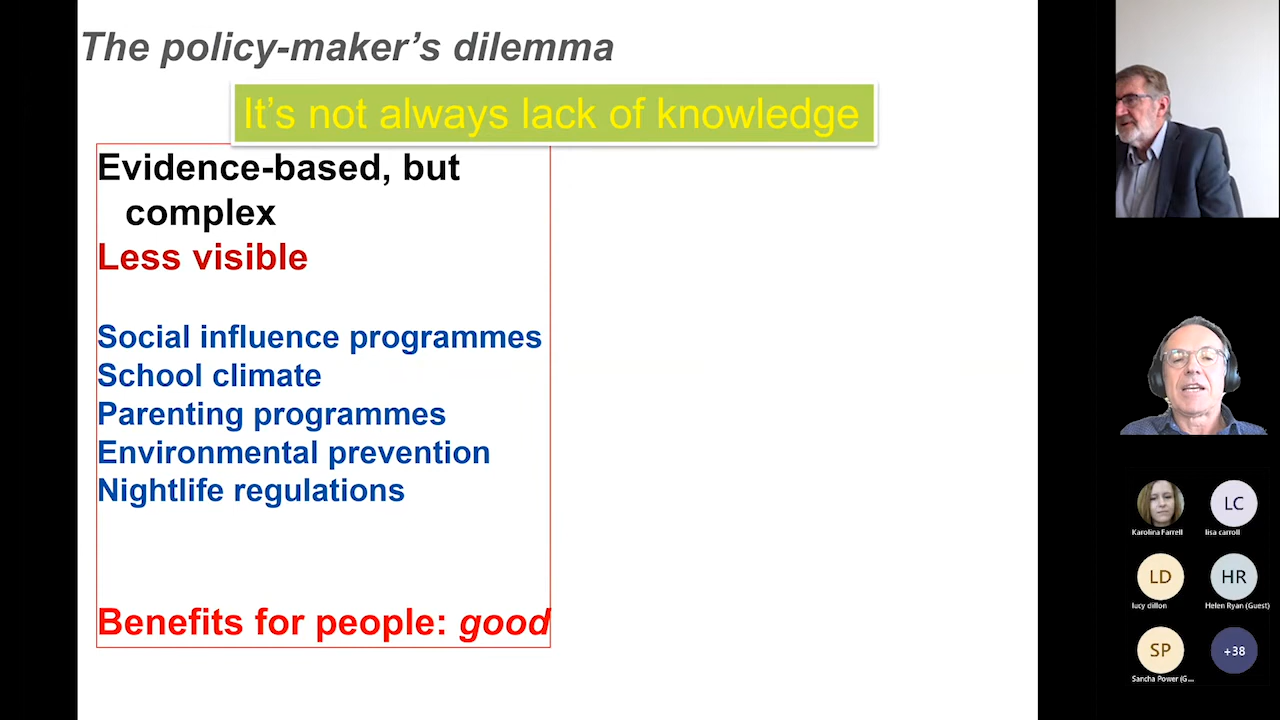 The policy-maker’s dilemma
It’s not always lack of knowledge
Evidence-based, but
complex
Less visible
Social influence programmes
School climate
Parenting programmes
Environmental prevention
Nightlife regulations
Benefits for people: good
Karolina Farrell
LC
lisa carroll
LD
lucy dillon
HR
Helen Ryan (Guest)
SP
Sancha Power (G...
+38